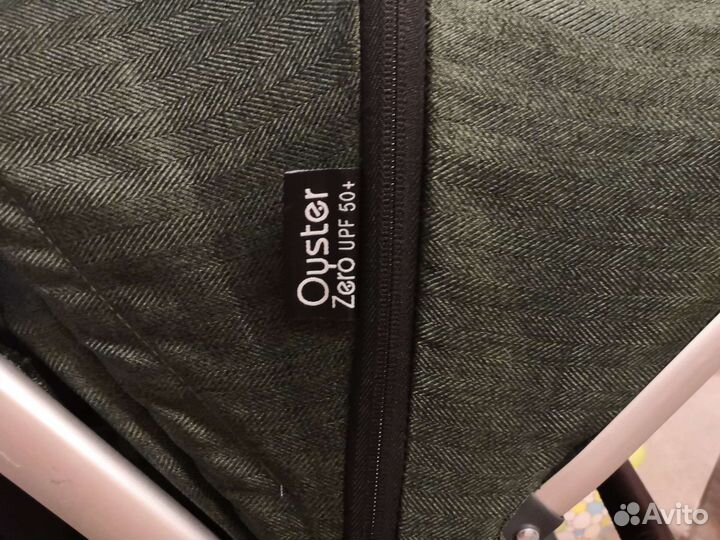 Oyster
Zero UPF 50+
Avito